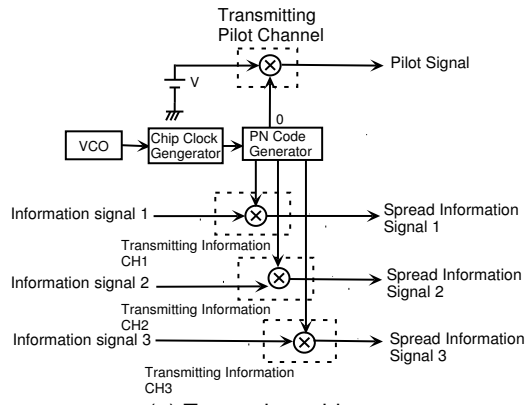 Transmitting
Pilot Channel
Pilot Signal
V
0
VCO
Chip Clock
Gengerator
PN Code
Generator
Information signal 1
Spread Information
Signal 1
Transmitting Information
CH1
Information signal 2
Spread Information
Signal 2
Transmitting Information
CH2
Information signal 3
Spread Information
Signal 3
Transmitting Information
CH3